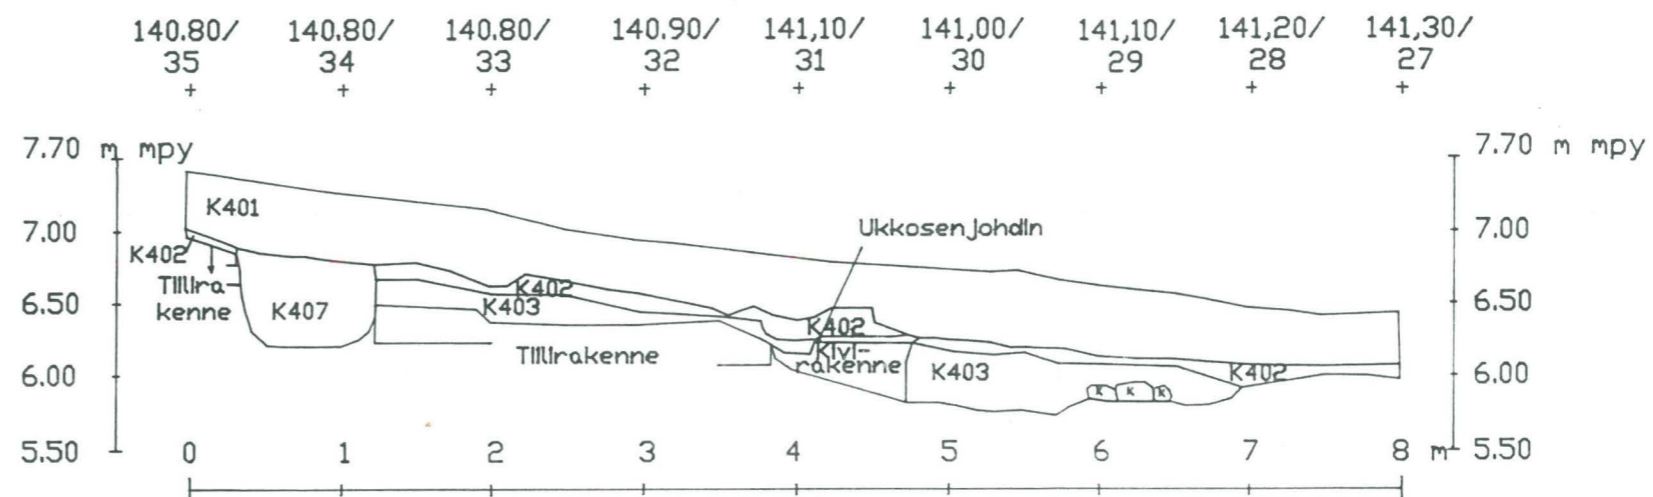 140.80/ 140.80/ 140.80/ 140.90/ 141,10/ 141,00/ 141,10/ 141,20/ 141,30/
35 34 33 32 31 30 29 28 27
+ + + + + + + + +
7.70 m mpy 7.70 m mpy
K401
Ukkosenjohdin
7.00 7.00
K402
Tiilira-
kenne
K407
K402
K403
6.50 6.50
K402
Tiilirakenne
Kivi-
rakenne
K403
K402
6.00 6.00
K K K
5.50 0 1 2 3 4 5 6 7 8 m 5.50